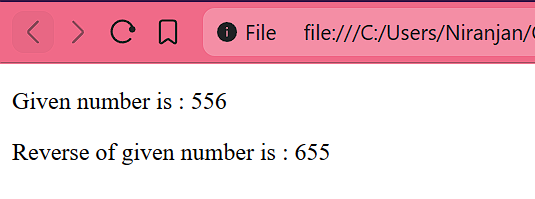 File file:///C:/Users/Niranjan/
Given number is : 556
Reverse of given number is : 655